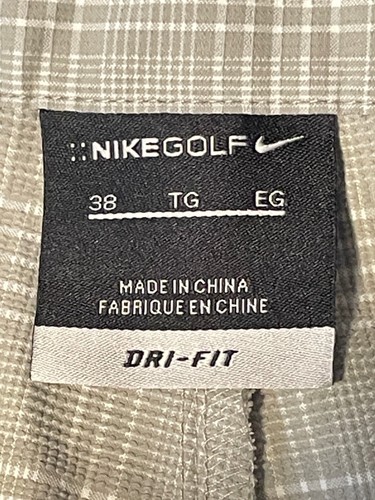 NIKEGOLF
38 TG EG
MADE IN CHINA
FABRIQUE EN CHINE
DRI-FIT